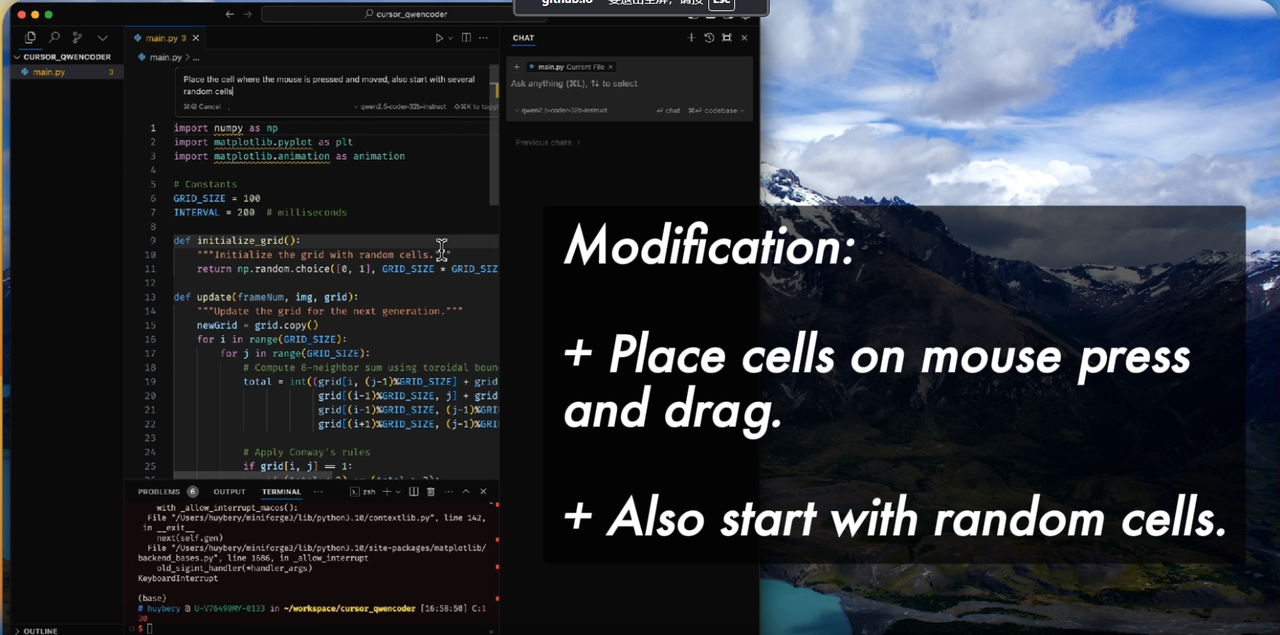 github.io
Esc
cursor_qwencoder
CURSOR_QWENCODER
main.py 3
main.py 3
main.py > ...
Place the cell where the mouse is pressed and moved, also start with several
random cells
Cancel
qwen2.5-coder-32b-instruct
⇧⌘K to toggl
1 import numpy as np
2 import matplotlib.pyplot as plt
3 import matplotlib.animation as animation
4
5 # Constants
6 GRID_SIZE = 100
7 INTERVAL = 200 # milliseconds
8
9 def initialize_grid():
10 """Initialize the grid with random cells."""
11 return np.random.choice([0, 1], GRID_SIZE * GRID_SIZ
12
13 def update(frameNum, img, grid):
14 """Update the grid for the next generation."""
15 newGrid = grid.copy()
16 for i in range(GRID_SIZE):
17 for j in range(GRID_SIZE):
18 # Compute 8-neighbor sum using toroidal boun
19 total = int((grid[i, (j-1)%GRID_SIZE] + grid
20 grid[(i-1)%GRID_SIZE, j] + grid
21 grid[(i-1)%GRID_SIZE, (j-1)%GRI
22 grid[(i+1)%GRID_SIZE, (j-1)%GRI
23
24 # Apply Conway's rules
25 if grid[i, j] == 1:
PROBLEMS 6 OUTPUT TERMINAL ··· zsh
with _allow_interrupt_macos():
File "/Users/huybery/miniforge3/lib/python3.10/contextlib.py", line 142,
in __exit__
next(self.gen)
File "/Users/huybery/miniforge3/lib/python3.10/site-packages/matplotlib/
backend_bases.py", line 1686, in _allow_interrupt
old_sigint_handler(*handler_args)
KeyboardInterrupt
(base)
# huybery @ U-V76490MY-0133 in ~/workspace/cursor_qwencoder [16:58:50] C:1
30
$
OUTLINE
CHAT
main.py Current File
Ask anything (⌘L), ↑↓ to select
qwen2.5-coder-32b-instruct
chat
codebase
Previous chats >
Modification:
+ Place cells on mouse press
and drag.
+ Also start with random cells.